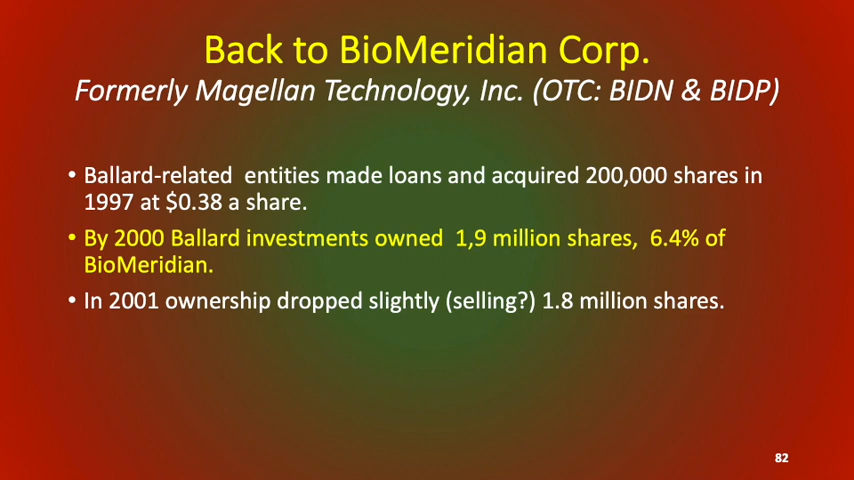 Back to BioMeridian Corp.
Formerly Magellan Technology, Inc. (OTC: BIDN & BIDP)
• Ballard-related entities made loans and acquired 200,000 shares in
1997 at $0.38 a share.
• By 2000 Ballard investments owned 1,9 million shares, 6.4% of
BioMeridian.
• In 2001 ownership dropped slightly (selling?) 1.8 million shares.
82